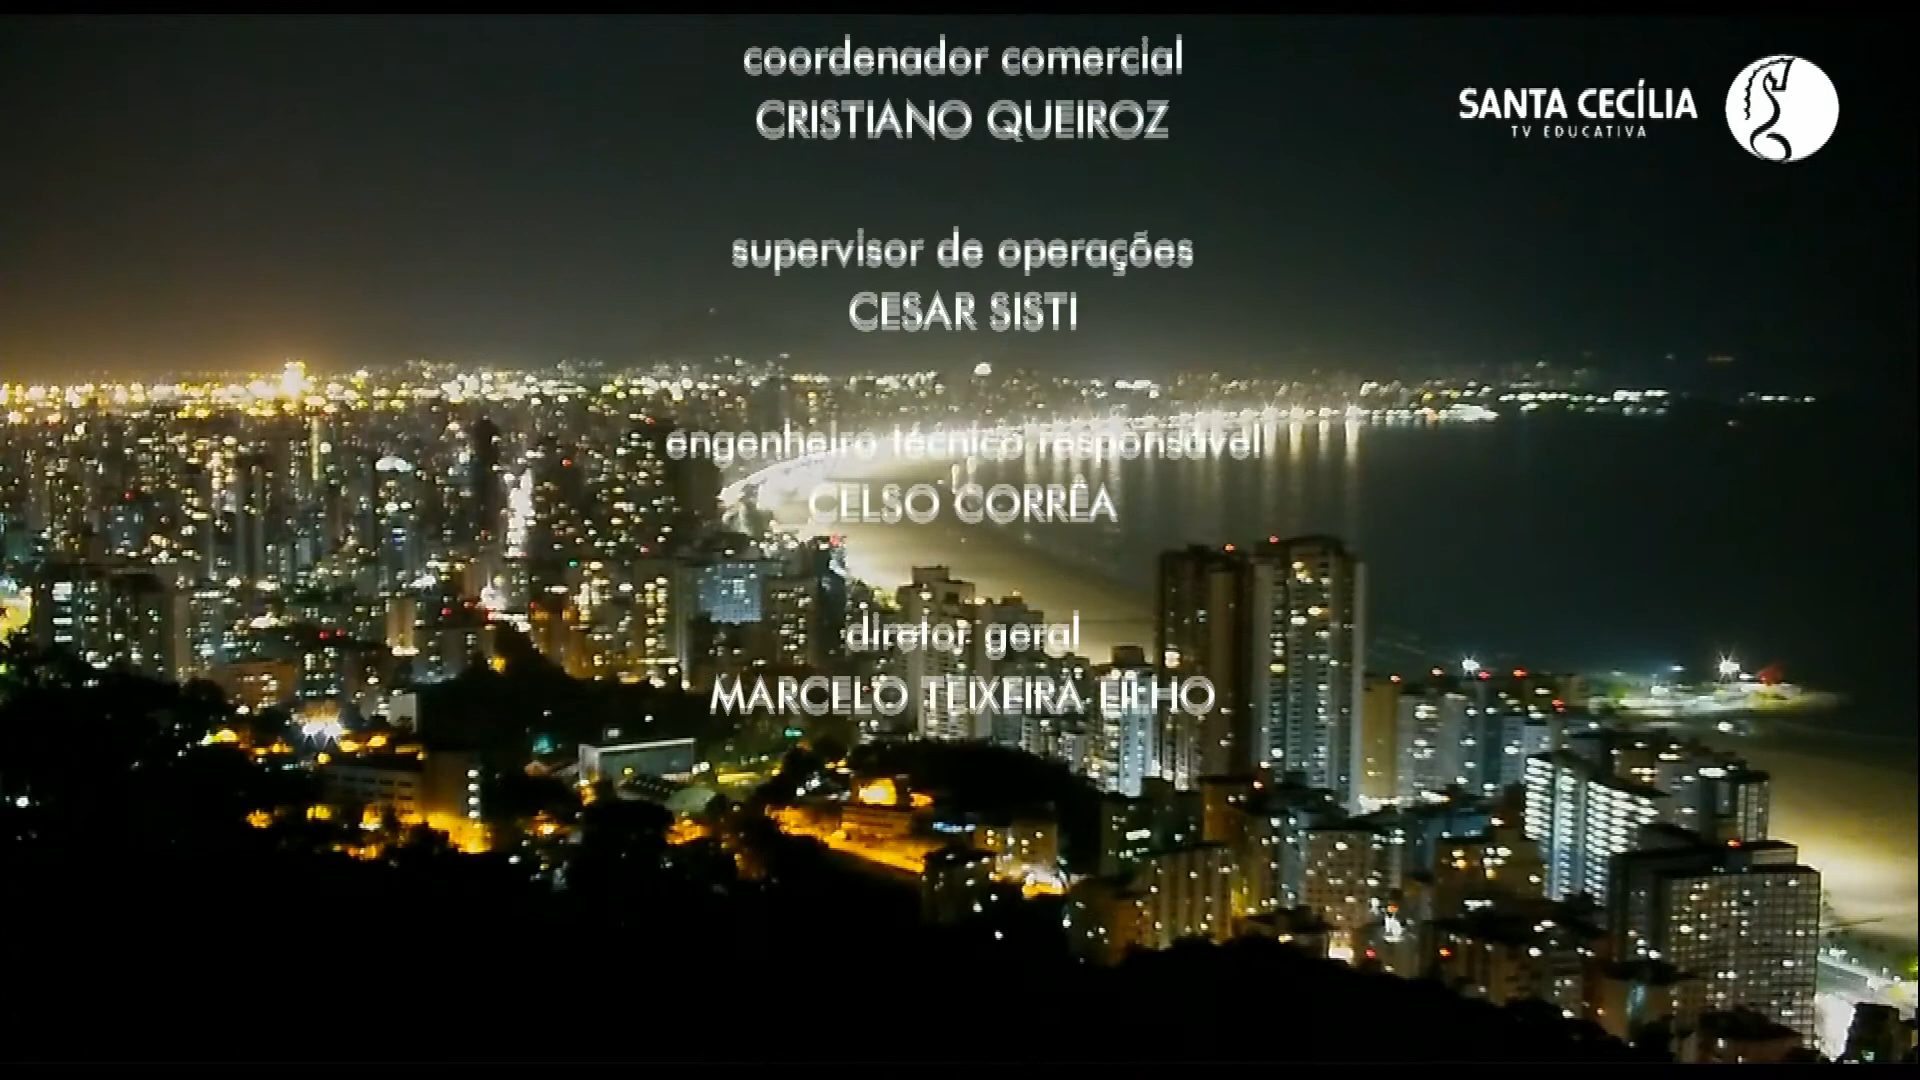 coordenador comercial
CRISTIANO QUEIROZ
SANTA CECÍLIA
TV EDUCATIVA
supervisor de operações
CESAR SISTI
engenheiro técnico responsável
CELSO CORRÊA
diretor geral
MARCELO TEIXEIRA FILHO